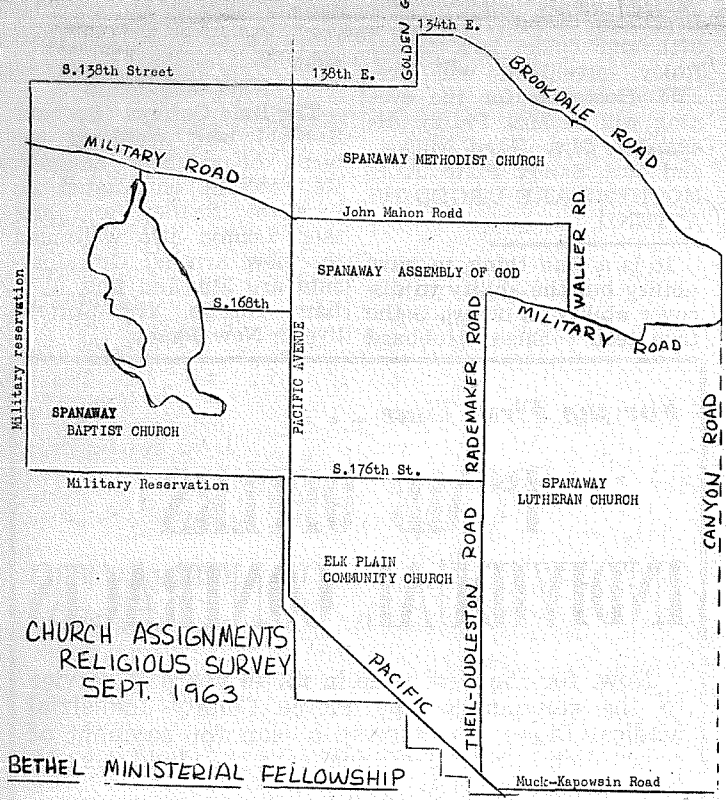 GOLDEN G
134th E.
S.138th Street
138th E.
BROOKDALE ROAD
MILITARY ROAD
SPANAWAY METHODIST CHURCH
WALLER RD.
John Mahon Rodd
SPANAWAY ASSEMBLY OF GOD
S.168th
MILITARY ROAD
Military reservation
PACIFIC AVENUE
RADEMAKER ROAD
CANYON ROAD
SPANAWAY
BAPTIST CHURCH
S.176th St.
Military Reservation
SPANAWAY
LUTHERAN CHURCH
ELK PLAIN
COMMUNITY CHURCH
THEIL-DUDLESTON ROAD
CHURCH ASSIGNMENTS
RELIGIOUS SURVEY
SEPT. 1963
PACIFIC
BETHEL MINISTERIAL FELLOWSHIP
Muck-Kapowsin Road